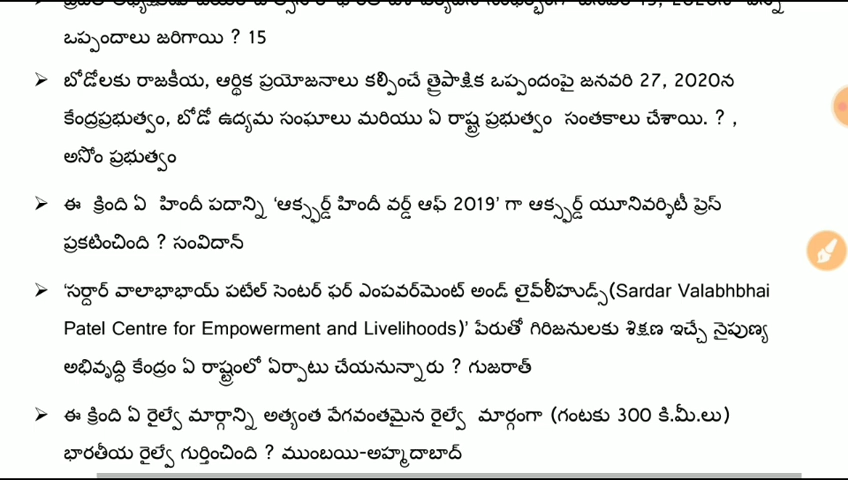 ఒప్పందాలు జరిగాయి ? 15
➤ బోడోలకు రాజకీయ, ఆర్థిక ప్రయోజనాలు కల్పించే త్రైపాక్షిక ఒప్పందంపై జనవరి 27, 2020న
కేంద్రప్రభుత్వం, బోడో ఉద్యమ సంఘాలు మరియు ఏ రాష్ట్ర ప్రభుత్వం సంతకాలు చేశాయి. ? ,
అసోం ప్రభుత్వం
➤ ఈ క్రింది ఏ హిందీ పదాన్ని ‘ఆక్స్ఫర్డ్ హిందీ వర్డ్ ఆఫ్ 2019’ గా ఆక్స్ఫర్డ్ యూనివర్శిటీ ప్రెస్
ప్రకటించింది ? సంవిదాన్
➤ ‘సర్దార్ వాలాభాభాయ్ పటేల్ సెంటర్ ఫర్ ఎంపవర్‌మెంట్ అండ్ లైవ్‌లీహుడ్స్(Sardar Valabhbhai
Patel Centre for Empowerment and Livelihoods)’ పేరుతో గిరిజనులకు శిక్షణ ఇచ్చే నైపుణ్య
అభివృద్ధి కేంద్రం ఏ రాష్ట్రంలో ఏర్పాటు చేయనున్నారు ? గుజరాత్
➤ ఈ క్రింది ఏ రైల్వే మార్గాన్ని అత్యంత వేగవంతమైన రైల్వే మార్గంగా (గంటకు 300 కి.మీ.లు)
భారతీయ రైల్వే గుర్తించింది ? ముంబయి-అహ్మదాబాద్